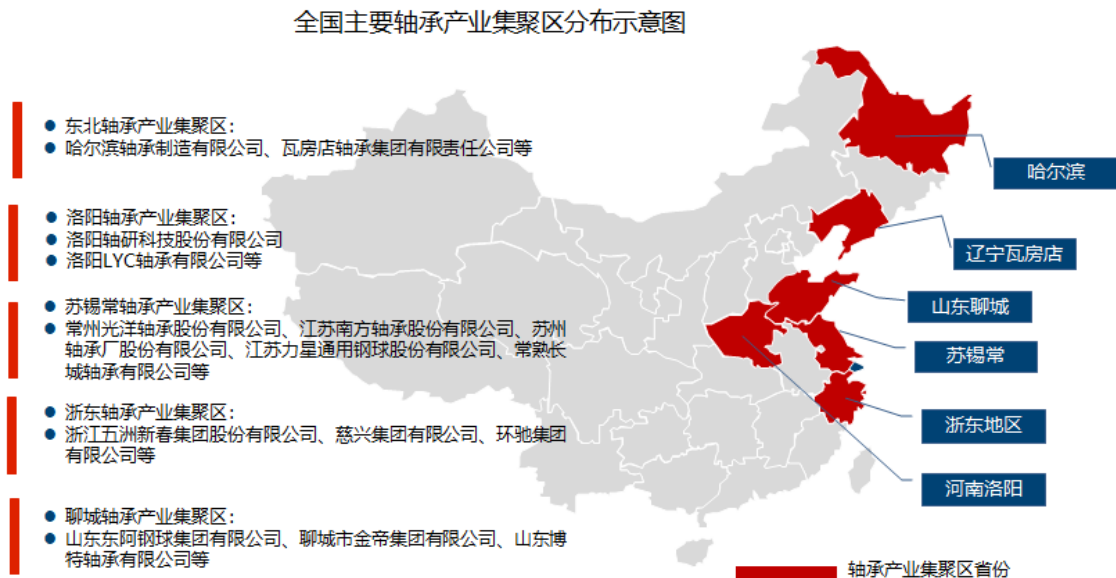 全国主要轴承产业集聚区分布示意图
东北轴承产业集聚区：
哈尔滨轴承制造有限公司、瓦房店轴承集团有限责任公司等
洛阳轴承产业集聚区：
洛阳轴研科技股份有限公司
洛阳LYC轴承有限公司等
苏锡常轴承产业集聚区：
常州光洋轴承股份有限公司、江苏南方轴承股份有限公司、苏州
轴承厂股份有限公司、江苏力星通用钢球股份有限公司、常熟长
城轴承有限公司等
浙东轴承产业集聚区：
浙江五洲新春集团股份有限公司、慈兴集团有限公司、环驰集团
有限公司等
聊城轴承产业集聚区：
山东东阿钢球集团有限公司、聊城市金帝集团有限公司、山东博
特轴承有限公司等
哈尔滨
辽宁瓦房店
山东聊城
苏锡常
浙东地区
河南洛阳
轴承产业集聚区省份